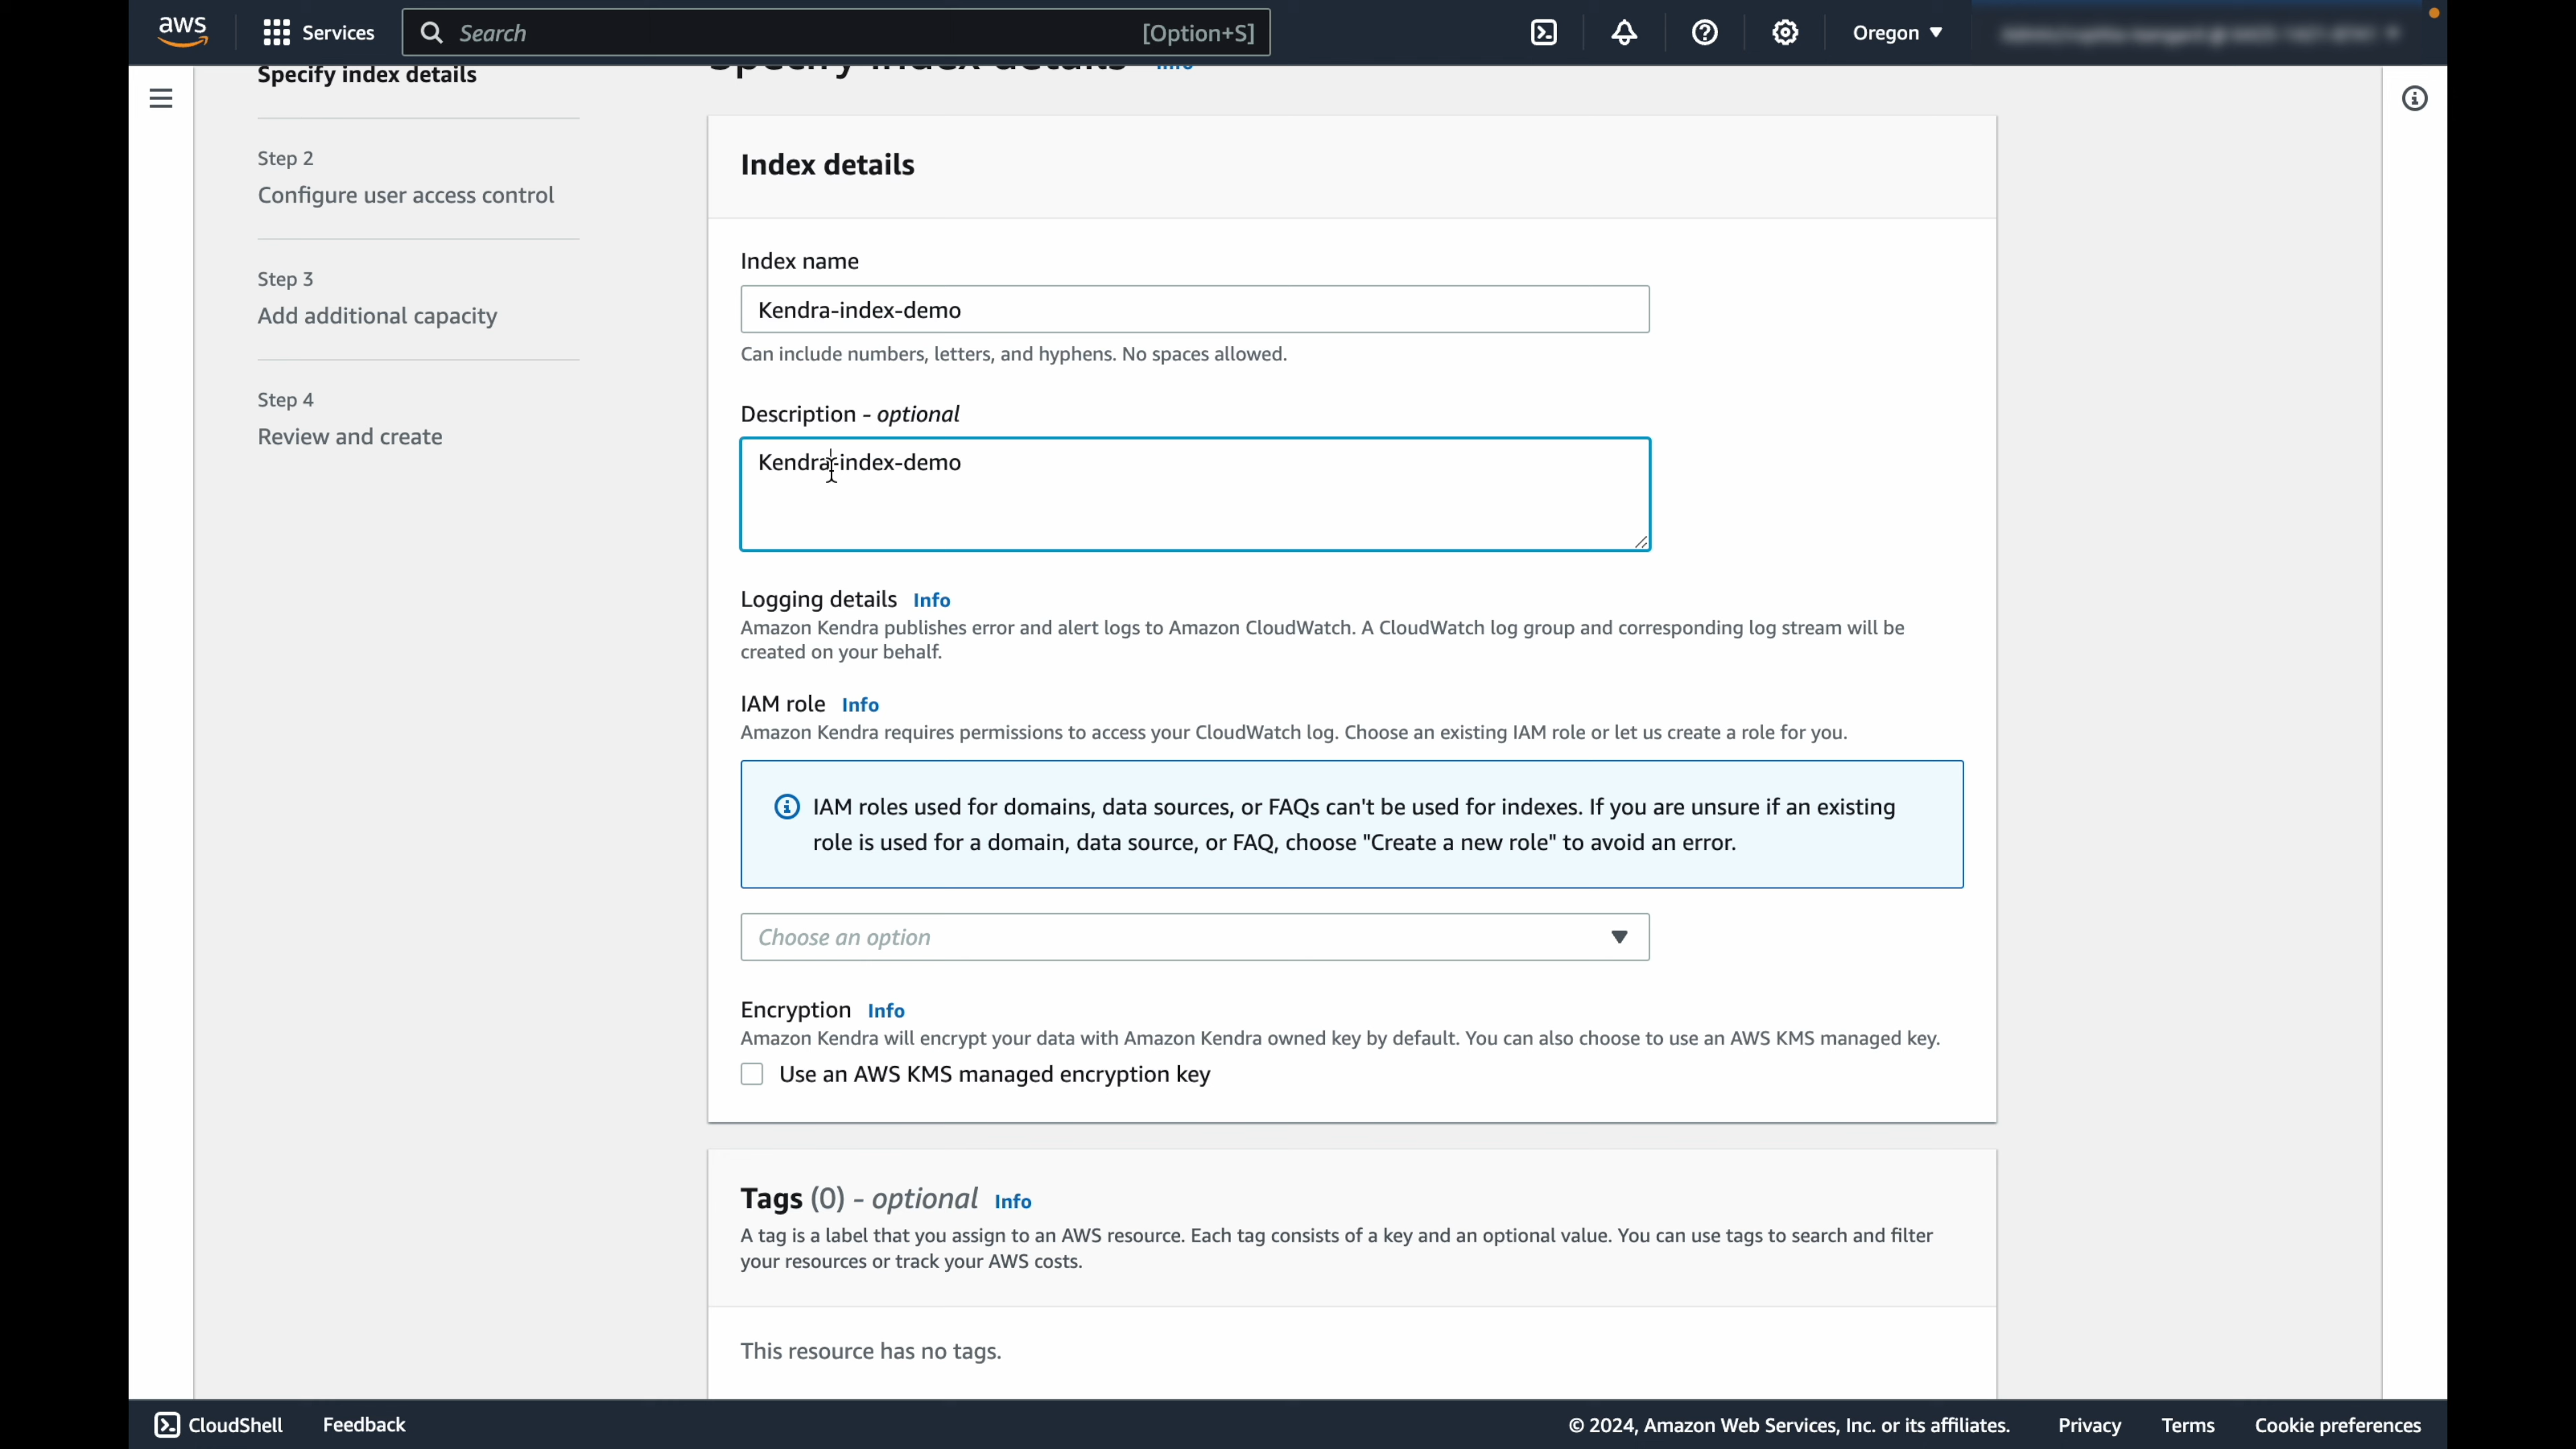 aws
Services
Search
[Option+S]
Oregon
Specify index details
Step 2
Configure user access control
Step 3
Add additional capacity
Step 4
Review and create
Specify index details Info
Index details
Index name
Kendra-index-demo
Can include numbers, letters, and hyphens. No spaces allowed.
Description - optional
Kendra-index-demo
Logging details Info
Amazon Kendra publishes error and alert logs to Amazon CloudWatch. A CloudWatch log group and corresponding log stream will be
created on your behalf.
IAM role Info
Amazon Kendra requires permissions to access your CloudWatch log. Choose an existing IAM role or let us create a role for you.
IAM roles used for domains, data sources, or FAQs can't be used for indexes. If you are unsure if an existing
role is used for a domain, data source, or FAQ, choose "Create a new role" to avoid an error.
Choose an option
Encryption Info
Amazon Kendra will encrypt your data with Amazon Kendra owned key by default. You can also choose to use an AWS KMS managed key.
Use an AWS KMS managed encryption key
Tags (0) - optional Info
A tag is a label that you assign to an AWS resource. Each tag consists of a key and an optional value. You can use tags to search and filter
your resources or track your AWS costs.
This resource has no tags.
CloudShell
Feedback
© 2024, Amazon Web Services, Inc. or its affiliates.
Privacy
Terms
Cookie preferences